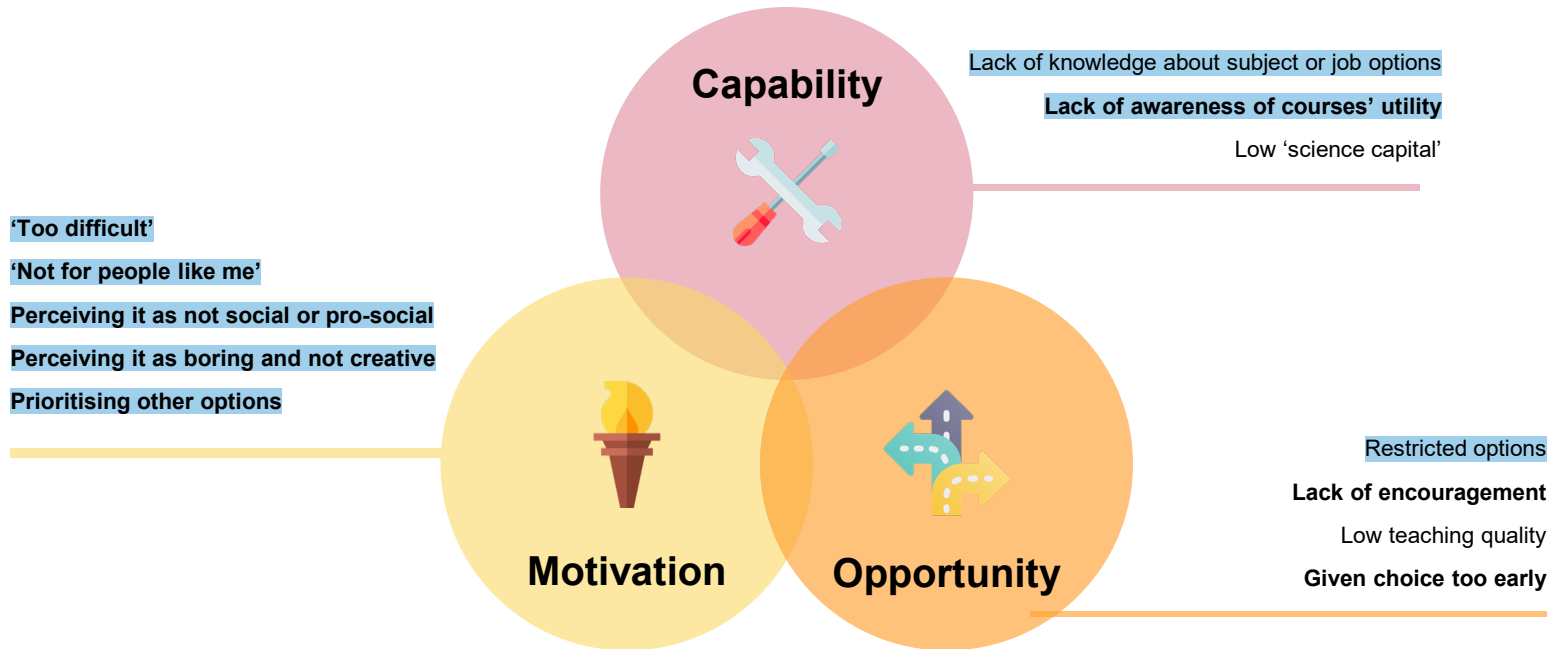 Capability
Lack of knowledge about subject or job options
Lack of awareness of courses’ utility
Low ‘science capital’
‘Too difficult’
‘Not for people like me’
Perceiving it as not social or pro-social
Perceiving it as boring and not creative
Prioritising other options
Motivation
Opportunity
Restricted options
Lack of encouragement
Low teaching quality
Given choice too early